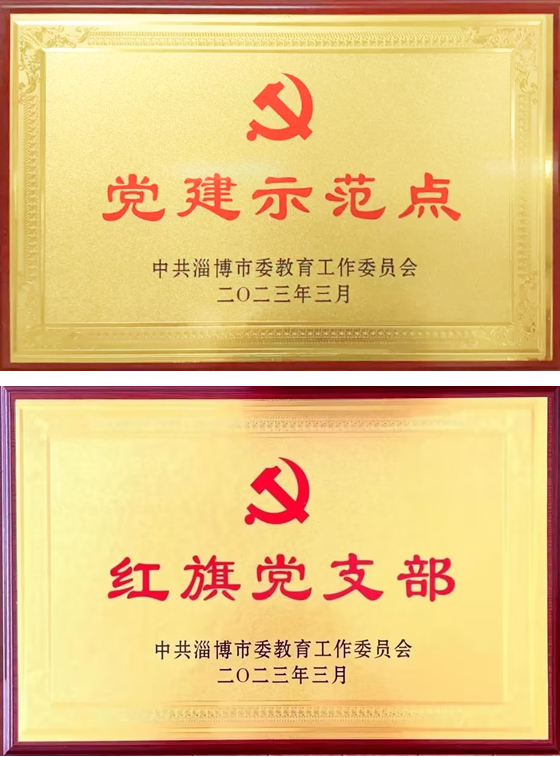 党建示范点
中共淄博市委教育工作委员会
二〇二三年三月
红旗党支部
中共淄博市委教育工作委员会
二〇二三年三月